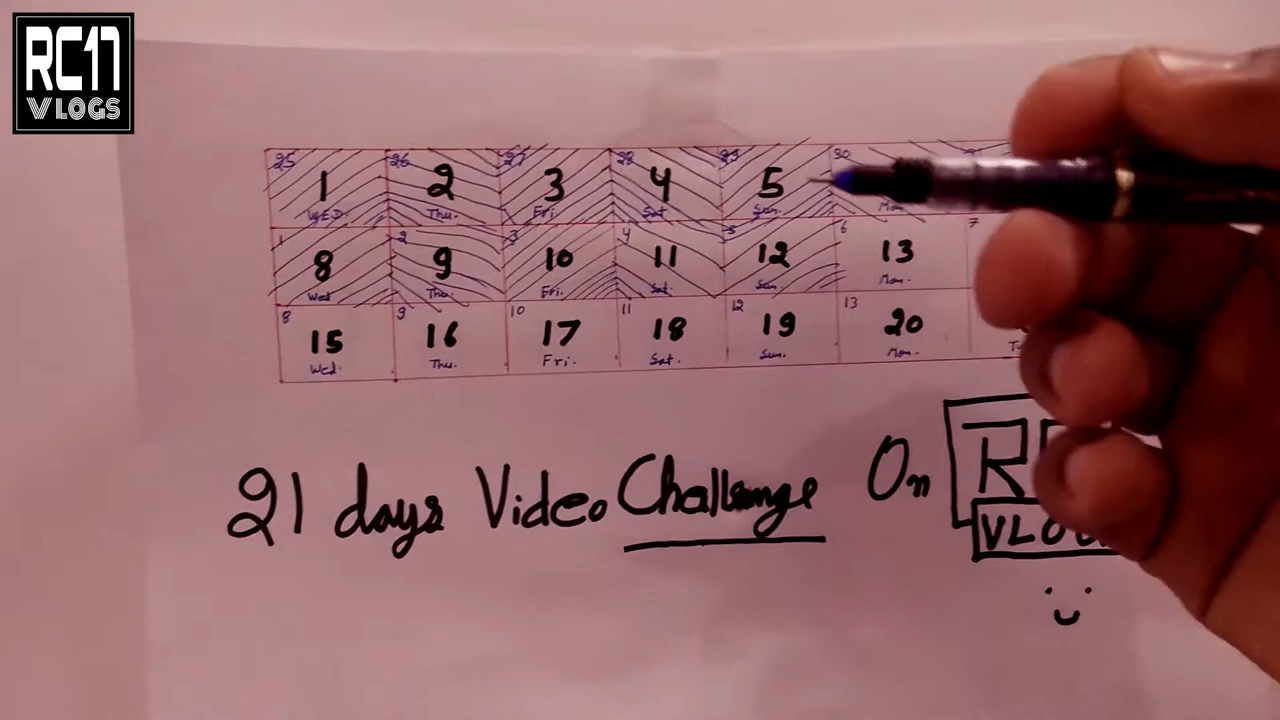 RC17
VLOGS
25 26 27 28 29 30
1 2 3 4 5
WED. Thu. Fri. Sat Sun. Mon.
1 2 3 4 5 6 7
8 9 10 11 12 13
Wed Thu. Fri. Sat. Sun. Mon.
8 9 10 11 12 13
15 16 17 18 19 20
Wed. Thu. Fri. Sat. Sun. Mon.
21 days Video Challenge On R
VLO